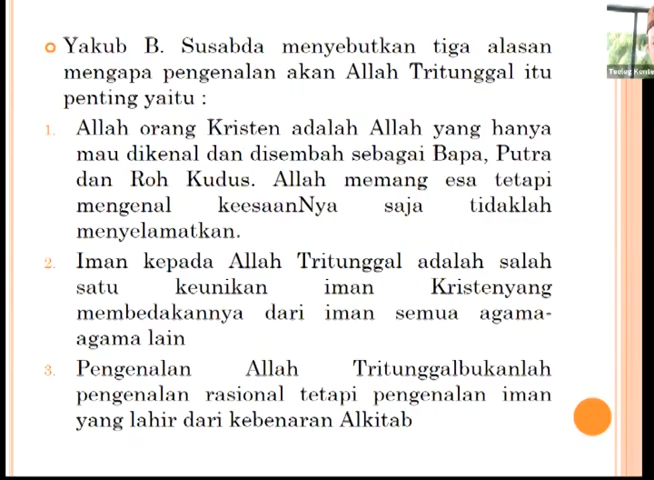 Yakub B. Susabda menyebutkan tiga alasan
mengapa pengenalan akan Allah Tritunggal itu
penting yaitu :
1. Allah orang Kristen adalah Allah yang hanya
mau dikenal dan disembah sebagai Bapa, Putra
dan Roh Kudus. Allah memang esa tetapi
mengenal keesaanNya saja tidaklah
menyelamatkan.
2. Iman kepada Allah Tritunggal adalah salah
satu keunikan iman Kristenyang
membedakannya dari iman semua agama-
agama lain
3. Pengenalan Allah Tritunggalbukanlah
pengenalan rasional tetapi pengenalan iman
yang lahir dari kebenaran Alkitab